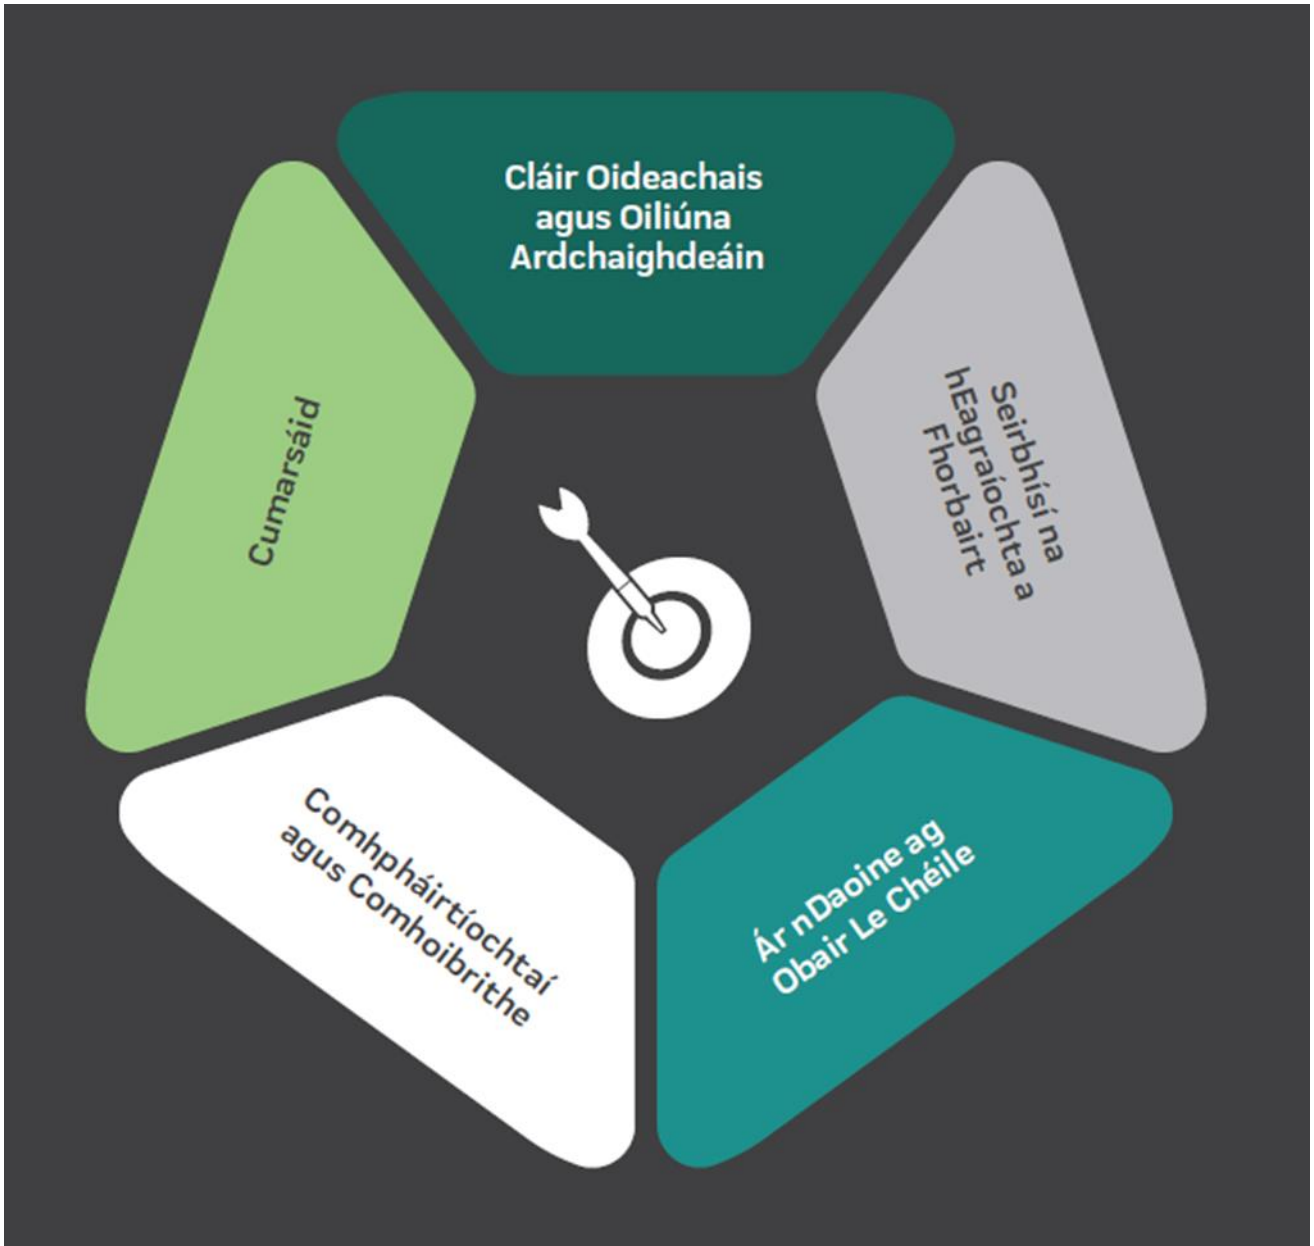 Cláir Oideachais
agus Oiliúna
Ardchaighdeáin
Seirbhísí na
hEagraíochta a
Fhorbairt
Ár nDaoine ag
Obair Le Chéile
Comhpháirtíochtaí
agus Comhoibrithe
Cumarsáid